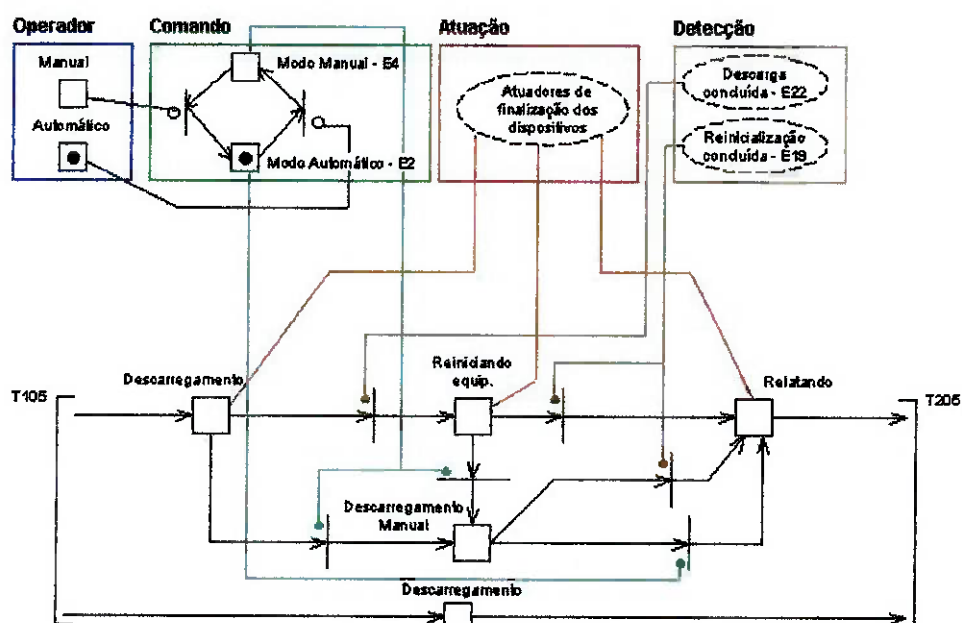 Operador
Comando
Atuação
Detecção
Manual
Automático
Modo Manual - E4
Modo Automático - E2
Atuadores de
finalização dos
dispositivos
Descarga
concluída - E22
Reinicialização
concluída - E19
T105
Descarregamento
Reiniciando
equip.
Relatando
T205
Descarregamento
Manual
Descarregamento